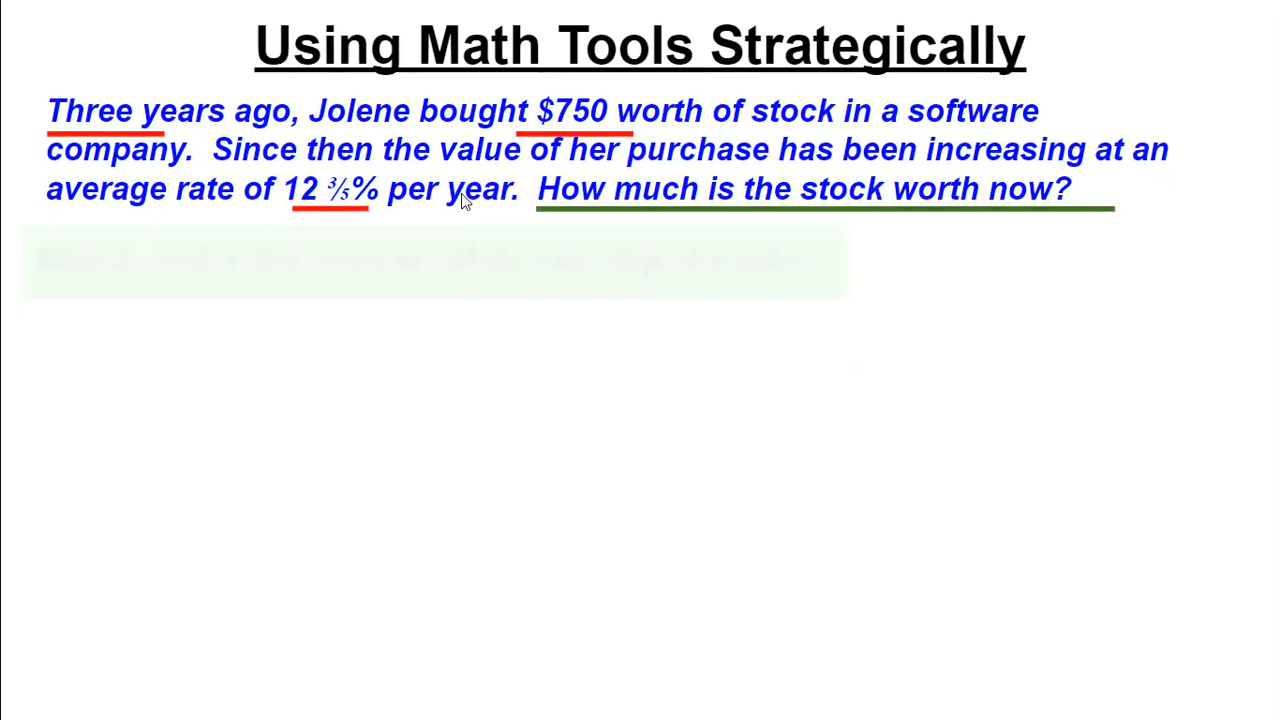 Using Math Tools Strategically
Three years ago, Jolene bought $750 worth of stock in a software
company.  Since then the value of her purchase has been increasing at an
average rate of 12 ⅗% per year.  How much is the stock worth now?